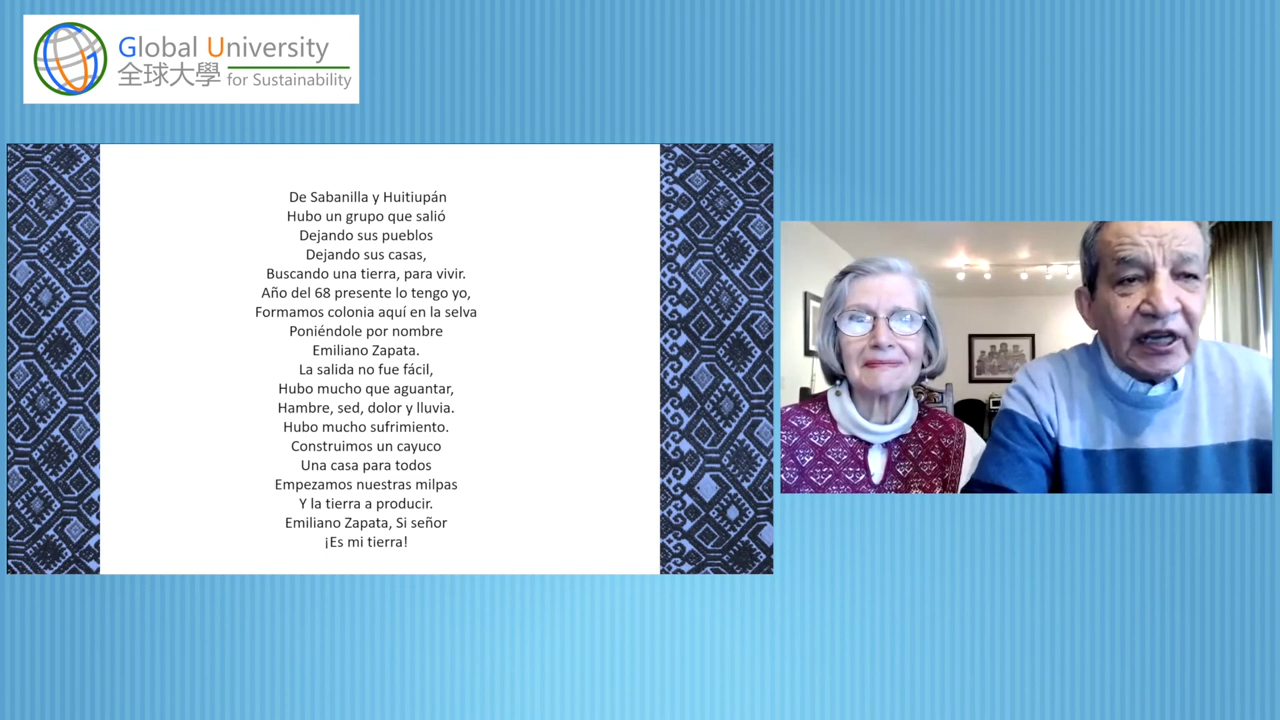 Global University
全球大學 for Sustainability
De Sabanilla y Huitiupán
Hubo un grupo que salió
Dejando sus pueblos
Dejando sus casas,
Buscando una tierra, para vivir.
Año del 68 presente lo tengo yo,
Formamos colonia aquí en la selva
Poniéndole por nombre
Emiliano Zapata.
La salida no fue fácil,
Hubo mucho que aguantar,
Hambre, sed, dolor y lluvia.
Hubo mucho sufrimiento.
Construimos un cayuco
Una casa para todos
Empezamos nuestras milpas
Y la tierra a producir.
Emiliano Zapata, Si señor
¡Es mi tierra!